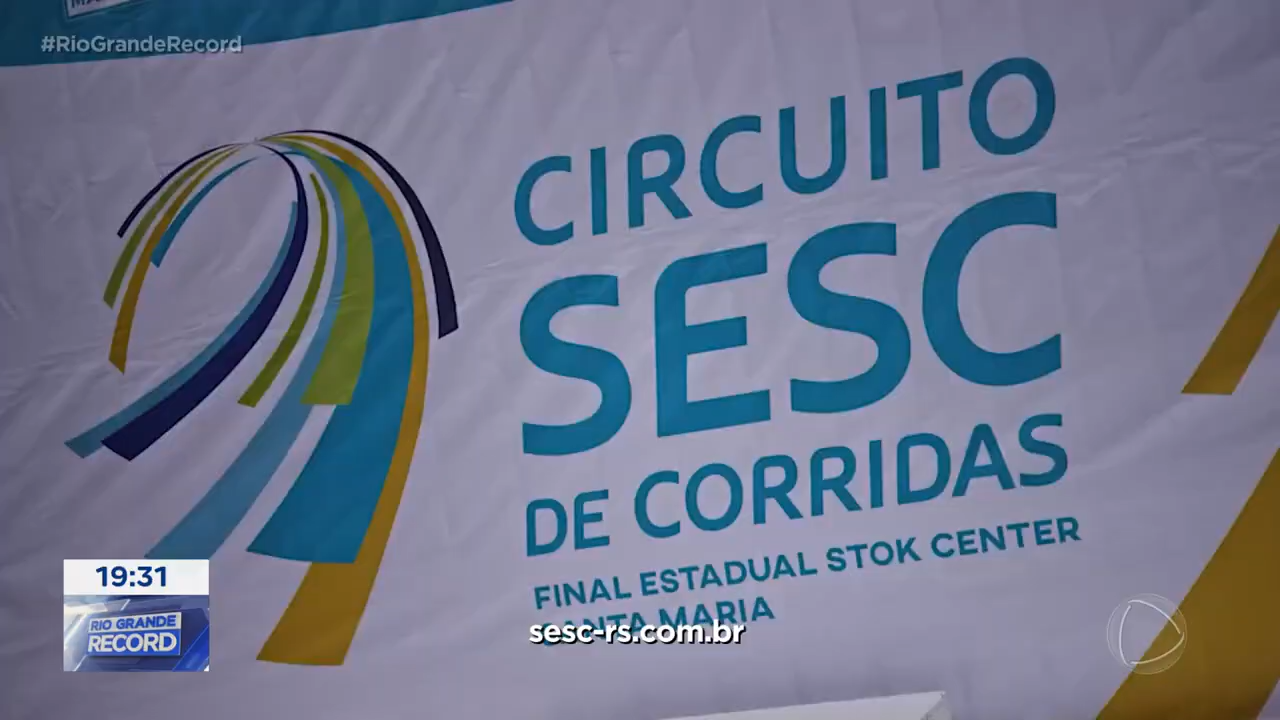 #RioGrandeRecord
CIRCUITO
SESC
DE CORRIDAS
FINAL ESTADUAL STOK CENTER
SANTA MARIA
sesc-rs.com.br
19:31
RIO GRANDE
RECORD